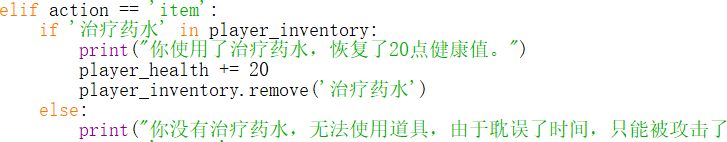 elif action == 'item':
    if '治疗药水' in player_inventory:
        print("你使用了治疗药水，恢复了20点健康值。")
        player_health += 20
        player_inventory.remove('治疗药水')
    else:
        print("你没有治疗药水，无法使用道具，由于耽误了时间，只能被攻击了